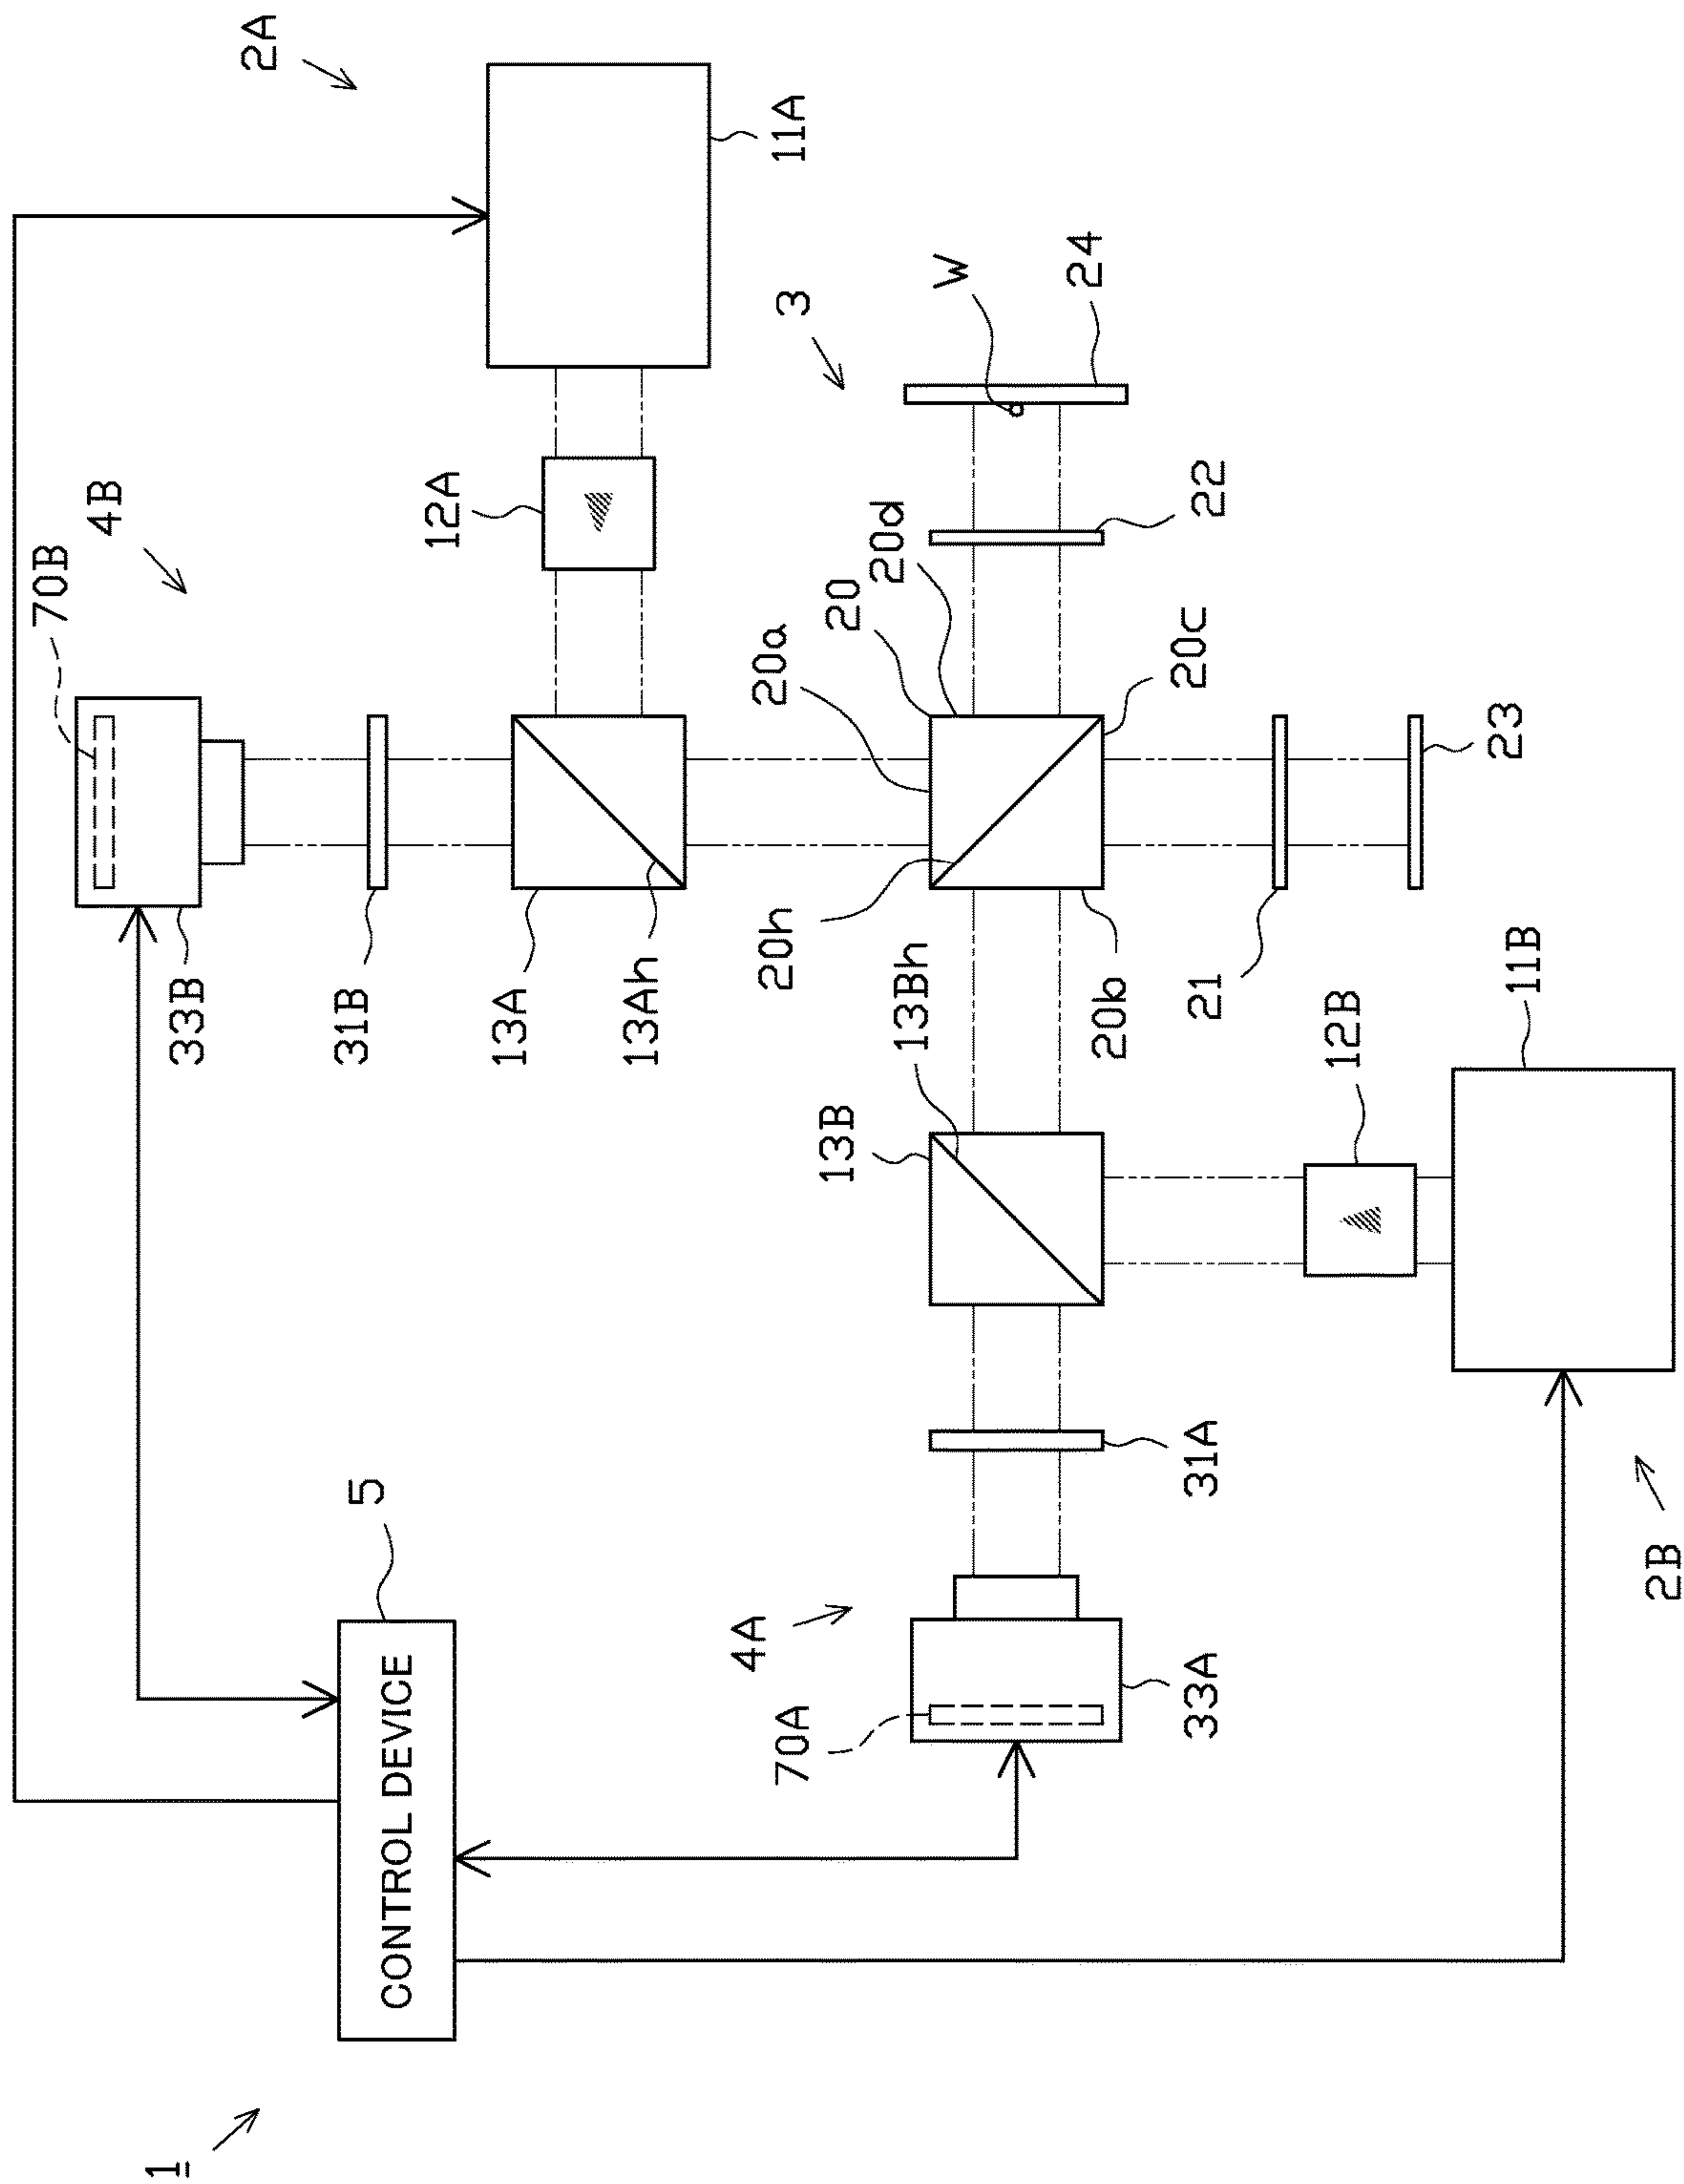 1
CONTROL DEVICE
5
33B
70B
4B
2A
31B
12A
11A
13A
13Ah
20h
20a
20
20d
3
W
24
22
20c
23
21
20b
13B
13Bh
12B
11B
2B
31A
4A
70A
33A